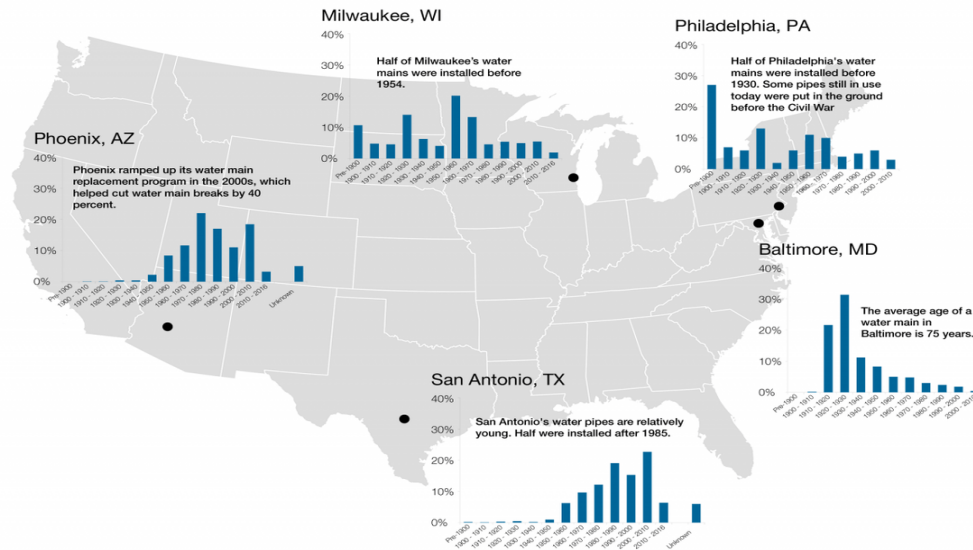 Milwaukee, WI
40%
30%
20%
10%
0%
Half of Milwaukee's water
mains were installed before
1954.
Pre-1900
1900 - 1910
1910 - 1920
1920 - 1930
1930 - 1940
1940 - 1950
1950 - 1960
1960 - 1970
1970 - 1980
1980 - 1990
1990 - 2000
2000 - 2010
2010 - 2016
Philadelphia, PA
40%
30%
20%
10%
0%
Half of Philadelphia's water
mains were installed before
1930. Some pipes still in use
today were put in the ground
before the Civil War
Pre-1900
1900 - 1910
1910 - 1920
1920 - 1930
1930 - 1940
1940 - 1950
1950 - 1960
1960 - 1970
1970 - 1980
1980 - 1990
1990 - 2000
2000 - 2010
Phoenix, AZ
40%
30%
20%
10%
0%
Phoenix ramped up its water main
replacement program in the 2000s, which
helped cut water main breaks by 40
percent.
Pre-1900
1900 - 1910
1910 - 1920
1920 - 1930
1930 - 1940
1940 - 1950
1950 - 1960
1960 - 1970
1970 - 1980
1980 - 1990
1990 - 2000
2000 - 2010
2010 - 2016
Unknown
Baltimore, MD
40%
30%
20%
10%
0%
The average age of a
water main in
Baltimore is 75 years.
Pre-1900
1900 - 1910
1910 - 1920
1920 - 1930
1930 - 1940
1940 - 1950
1950 - 1960
1960 - 1970
1970 - 1980
1980 - 1990
1990 - 2000
San Antonio, TX
40%
30%
20%
10%
0%
San Antonio's water pipes are relatively
young. Half were installed after 1985.
Pre-1900
1900 - 1910
1910 - 1920
1920 - 1930
1930 - 1940
1940 - 1950
1950 - 1960
1960 - 1970
1970 - 1980
1980 - 1990
1990 - 2000
2000 - 2010
2010 - 2016
Unknown